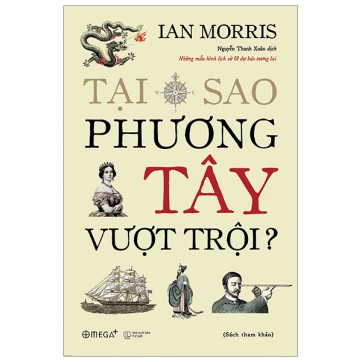 IAN MORRIS
Nguyễn Thanh Xuân dịch
Những mẫu hình lịch sử & dự báo tương lai
TẠI SAO
PHƯƠNG
TÂY
VƯỢT TRỘI?
(Sách tham khảo)
OMEGA+